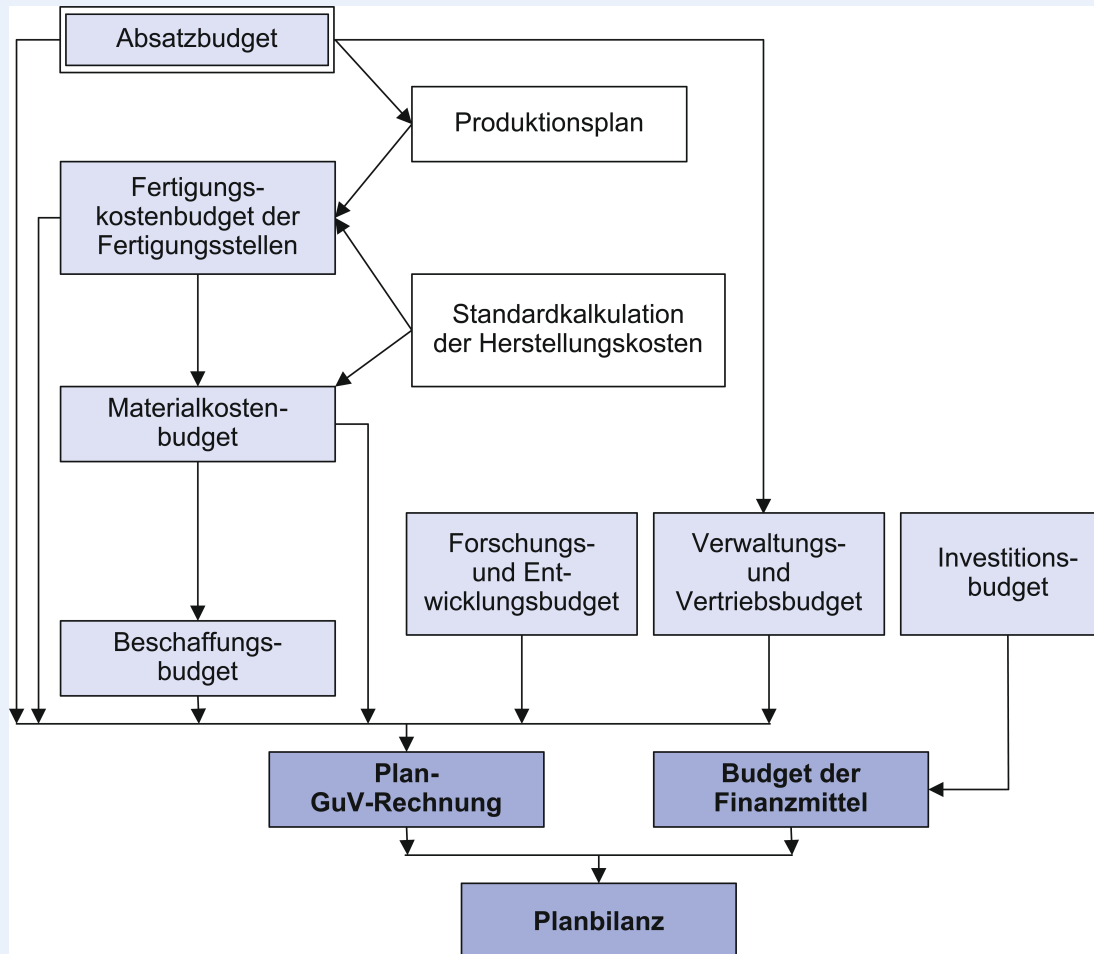 Absatzbudget
Produktionsplan
Fertigungs-
kostenbudget der
Fertigungsstellen
Standardkalkulation
der Herstellungskosten
Materialkosten-
budget
Forschungs-
und Ent-
wicklungsbudget
Verwaltungs-
und
Vertriebsbudget
Investitions-
budget
Beschaffungs-
budget
Plan-
GuV-Rechnung
Budget der
Finanzmittel
Planbilanz